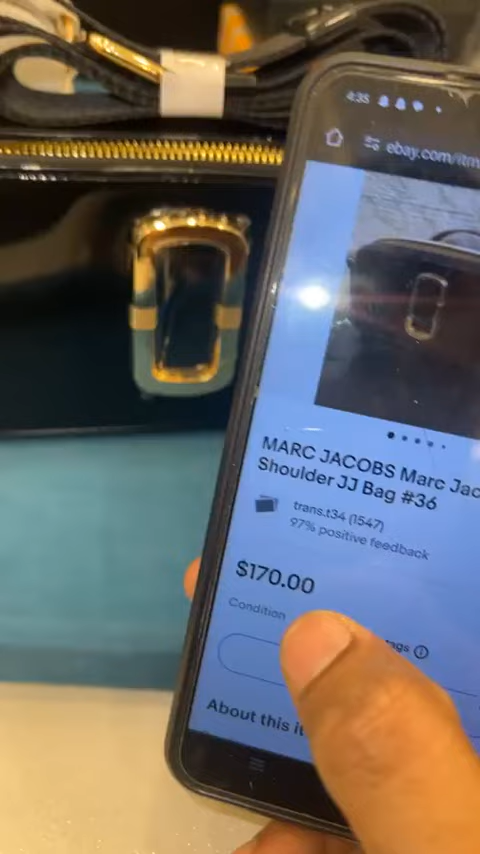 4:35
ebay.com/itm
MARC JACOBS Marc Jac
Shoulder JJ Bag #36
trans.t34 (1547)
97% positive feedback
$170.00
Condition
ags
About this it